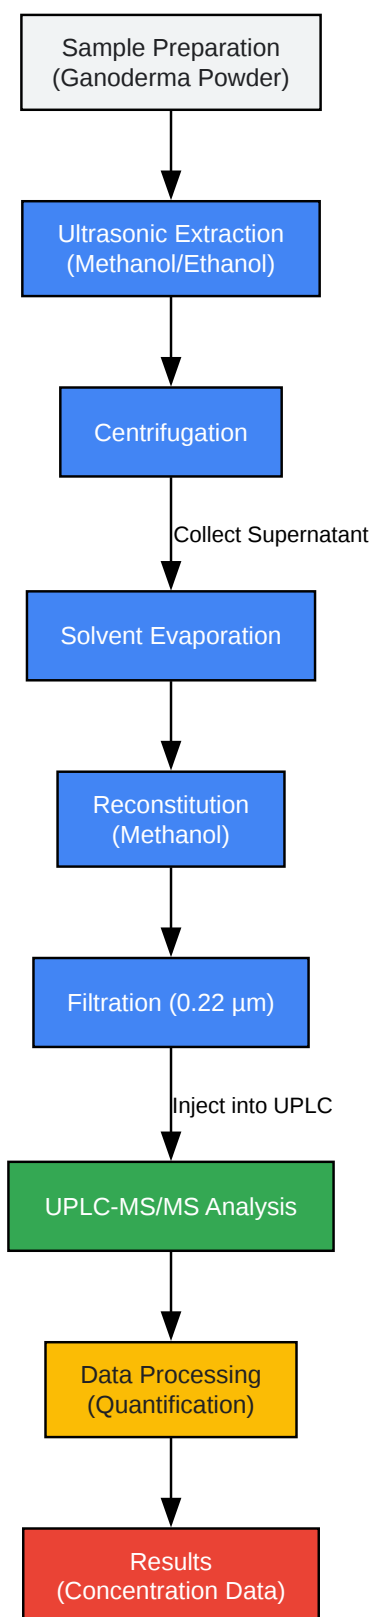 Sample Preparation
(Ganoderma Powder)
Ultrasonic Extraction
(Methanol/Ethanol)
Centrifugation
Collect Supernatant
Solvent Evaporation
Reconstitution
(Methanol)
Filtration (0.22 µm)
Inject into UPLC
UPLC-MS/MS Analysis
Data Processing
(Quantification)
Results
(Concentration Data)